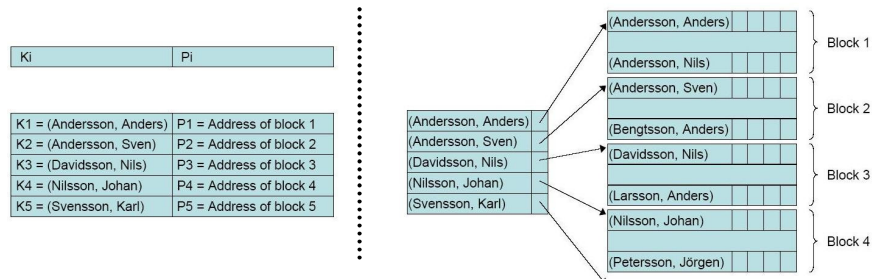 Ki Pi
K1 = (Andersson, Anders) P1 = Address of block 1
K2 = (Andersson, Sven) P2 = Address of block 2
K3 = (Davidsson, Nils) P3 = Address of block 3
K4 = (Nilsson, Johan) P4 = Address of block 4
K5 = (Svensson, Karl) P5 = Address of block 5
(Andersson, Anders)
(Andersson, Sven)
(Davidsson, Nils)
(Nilsson, Johan)
(Svensson, Karl)
(Andersson, Anders)
Block 1
(Andersson, Nils)
(Andersson, Sven)
Block 2
(Bengtsson, Anders)
(Davidsson, Nils)
Block 3
(Larsson, Anders)
(Nilsson, Johan)
Block 4
(Petersson, Jörgen)